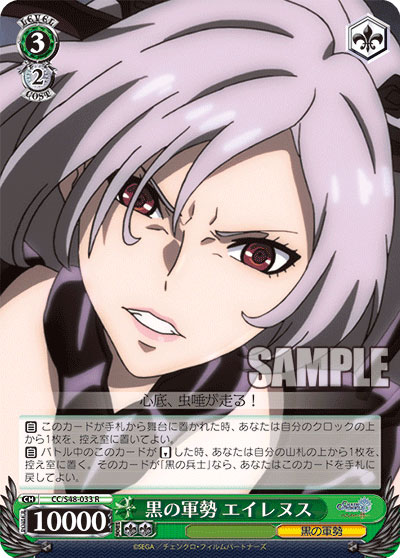 LEVEL
3
2
COST
SAMPLE
心底、虫唾が走る！
【自】このカードが手札から舞台に置かれた時、あなたは自分のクロックの上
から1枚を、控え室に置いてよい。
【自】バトル中のこのカードが【リバース】した時、あなたは自分の山札の上から1枚を、
控え室に置く。そのカードが「黒の兵士」なら、あなたはこのカードを手札に
戻してよい。
CH
CC/S48-033 R
POWER
10000
黒の軍勢 エイレヌス
黒の軍勢
©SEGA／チェンクロ・フィルムパートナーズ